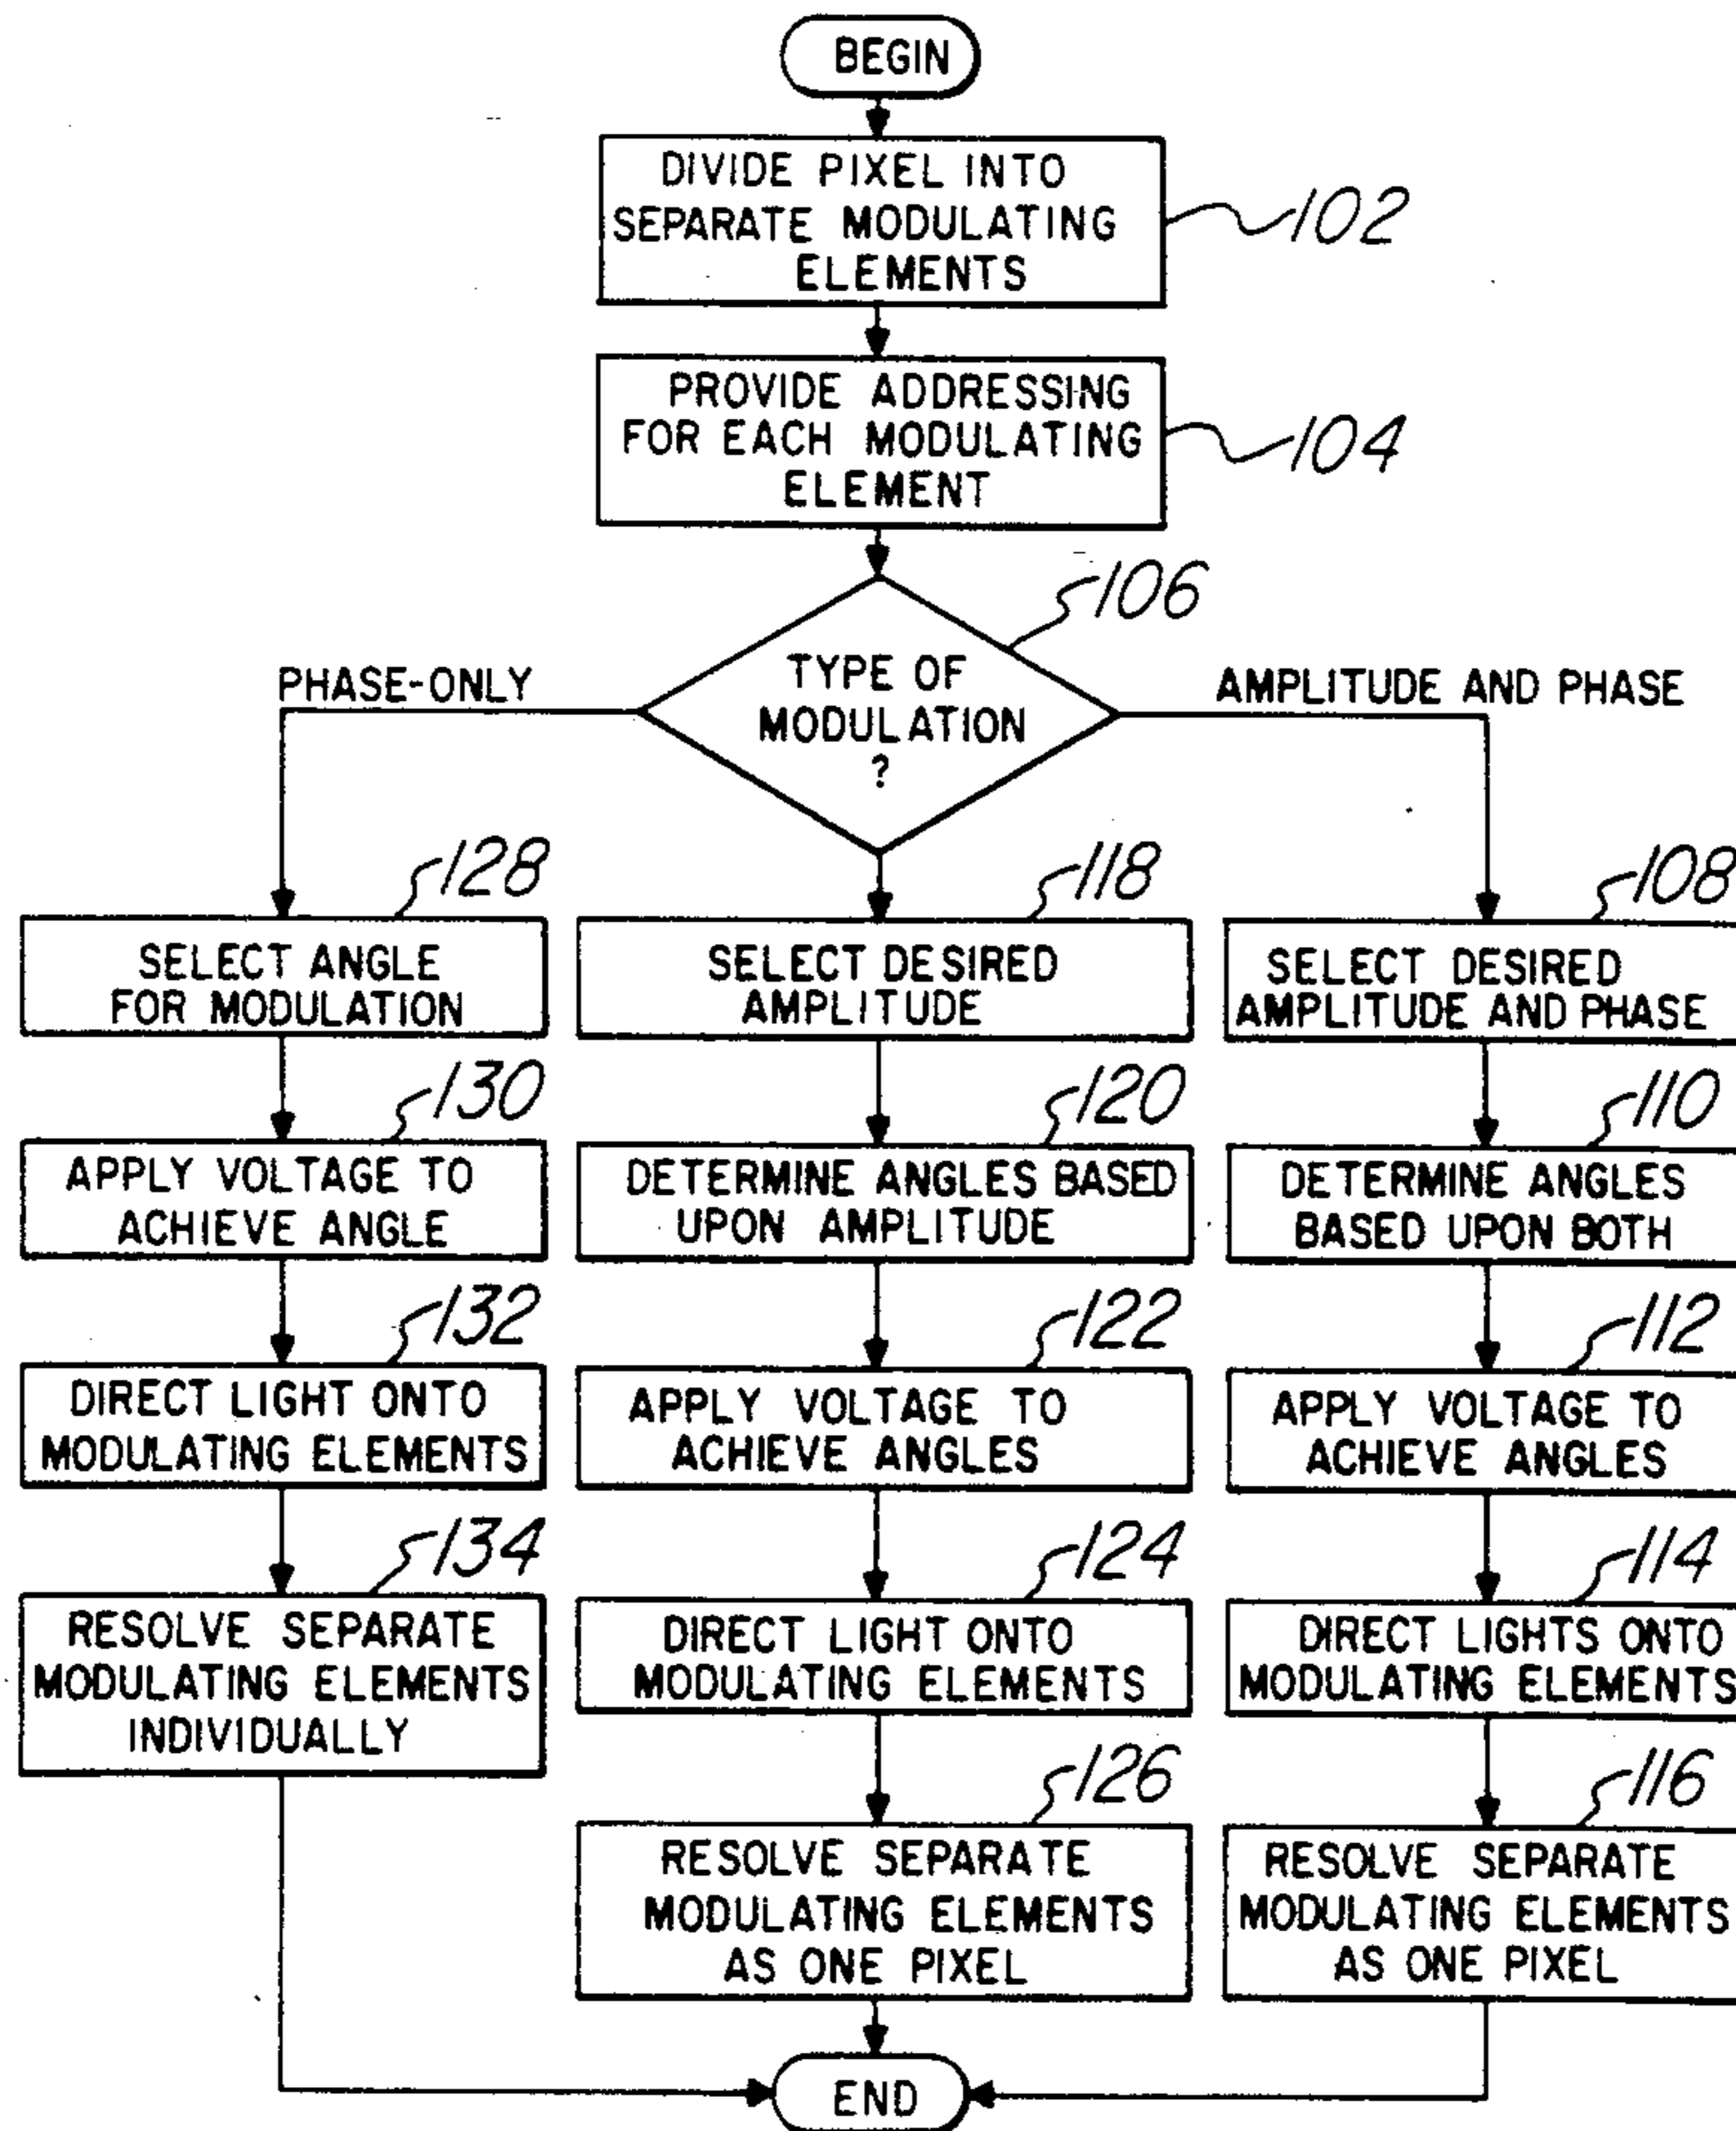 BEGIN
DIVIDE PIXEL INTO
SEPARATE MODULATING
ELEMENTS
102
PROVIDE ADDRESSING
FOR EACH MODULATING
ELEMENT
104
106
TYPE OF
MODULATION
?
PHASE-ONLY
AMPLITUDE AND PHASE
128
SELECT ANGLE
FOR MODULATION
130
APPLY VOLTAGE TO
ACHIEVE ANGLE
132
DIRECT LIGHT ONTO
MODULATING ELEMENTS
134
RESOLVE SEPARATE
MODULATING ELEMENTS
INDIVIDUALLY
118
SELECT DESIRED
AMPLITUDE
120
DETERMINE ANGLES BASED
UPON AMPLITUDE
122
APPLY VOLTAGE TO
ACHIEVE ANGLES
124
DIRECT LIGHT ONTO
MODULATING ELEMENTS
126
RESOLVE SEPARATE
MODULATING ELEMENTS
AS ONE PIXEL
108
SELECT DESIRED
AMPLITUDE AND PHASE
110
DETERMINE ANGLES
BASED UPON BOTH
112
APPLY VOLTAGE TO
ACHIEVE ANGLES
114
DIRECT LIGHTS ONTO
MODULATING ELEMENTS
116
RESOLVE SEPARATE
MODULATING ELEMENTS
AS ONE PIXEL
END